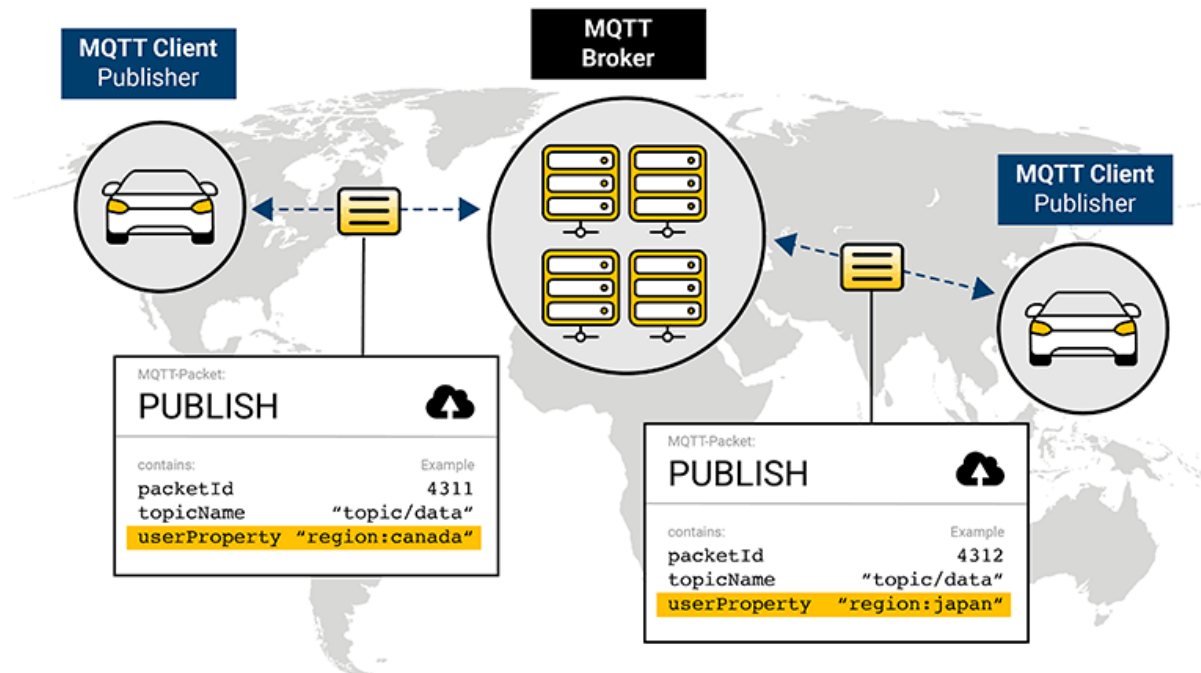 MQTT Client
Publisher
MQTT
Broker
MQTT Client
Publisher
MQTT-Packet:
PUBLISH
contains: Example
packetId 4311
topicName "topic/data"
userProperty "region:canada"
MQTT-Packet:
PUBLISH
contains: Example
packetId 4312
topicName "topic/data"
userProperty "region:japan"